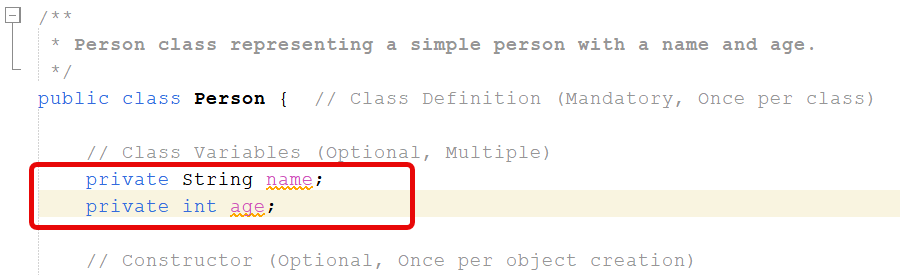 /**
 * Person class representing a simple person with a name and age.
 */
public class Person {  // Class Definition (Mandatory, Once per class)
// Class Variables (Optional, Multiple)
private String name;
private int age;
// Constructor (Optional, Once per object creation)